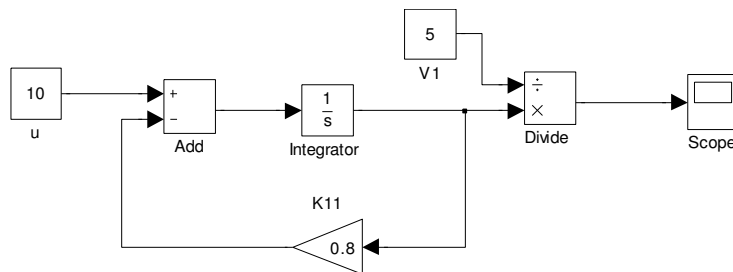 5
V1
10
u
+
−
Add
1
s
Integrator
÷
×
Divide
Scope
K11
0.8